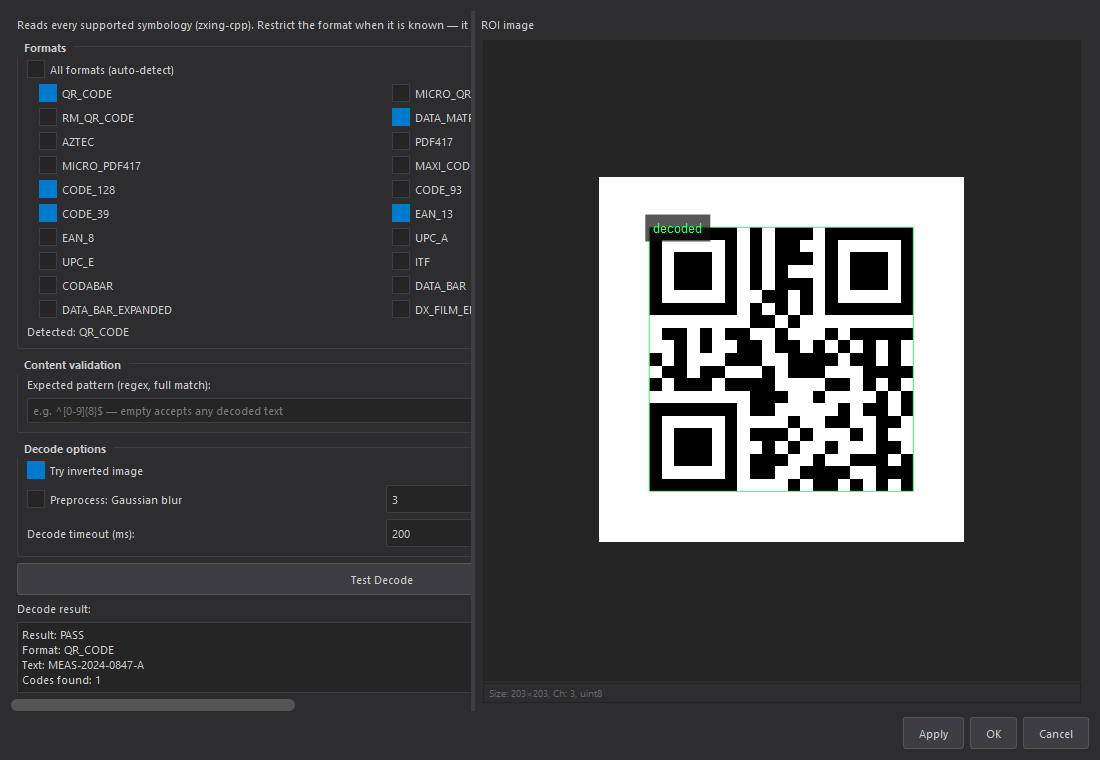 Reads every supported symbology (zxing-cpp). Restrict the format when it is known — it
ROI image
Formats
All formats (auto-detect)
QR_CODE
MICRO_QR
RM_QR_CODE
DATA_MATR
AZTEC
PDF417
MICRO_PDF417
MAXI_COD
CODE_128
CODE_93
CODE_39
EAN_13
EAN_8
UPC_A
UPC_E
ITF
CODABAR
DATA_BAR
DATA_BAR_EXPANDED
DX_FILM_E
Detected: QR_CODE
Content validation
Expected pattern (regex, full match):
e.g. ^[0-9]{8}$ — empty accepts any decoded text
Decode options
Try inverted image
Preprocess: Gaussian blur
3
Decode timeout (ms):
200
Test Decode
Decode result:
Result: PASS
Format: QR_CODE
Text: MEAS-2024-0847-A
Codes found: 1
decoded
Size: 203×203, Ch: 3, uint8
Apply
OK
Cancel